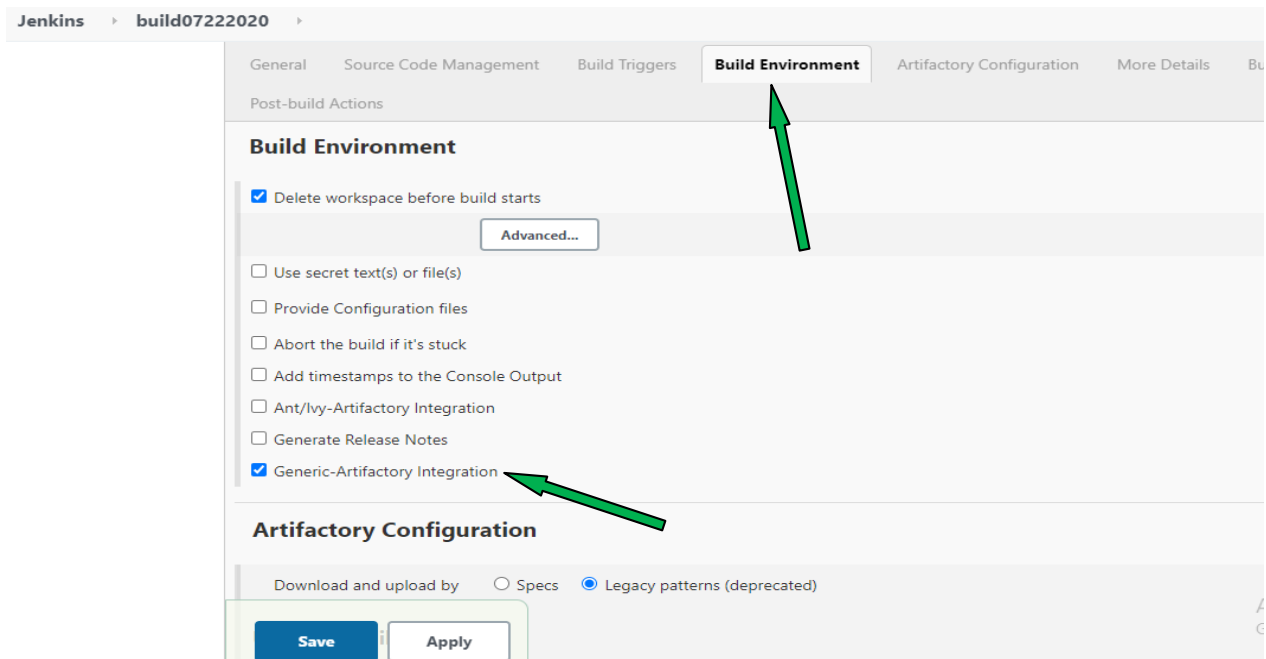 Jenkins build07222020
General Source Code Management Build Triggers Build Environment Artifactory Configuration More Details
Post-build Actions
Build Environment
Delete workspace before build starts
Advanced...
Use secret text(s) or file(s)
Provide Configuration files
Abort the build if it's stuck
Add timestamps to the Console Output
Ant/Ivy-Artifactory Integration
Generate Release Notes
Generic-Artifactory Integration
Artifactory Configuration
Download and upload by Specs Legacy patterns (deprecated)
Save Apply